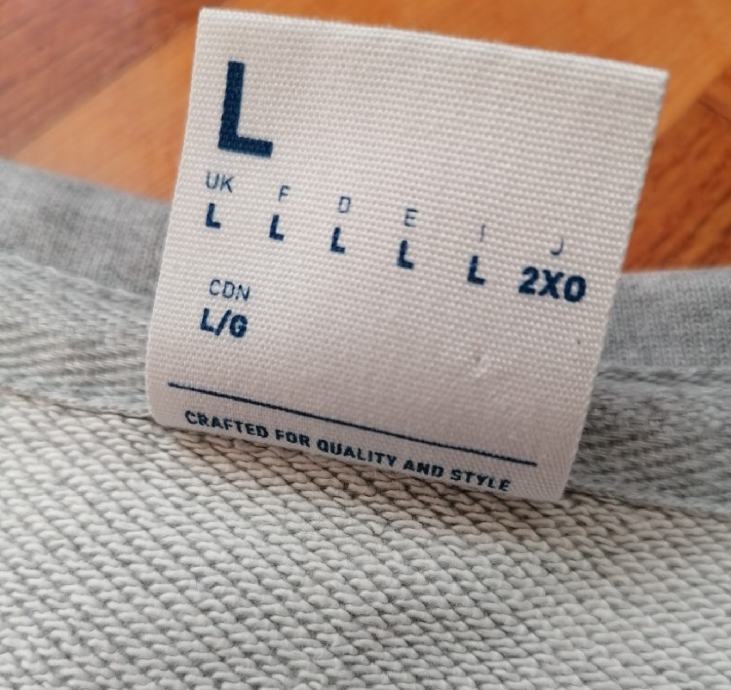 L
UK F D E I J
L L L L L 2XO
CDN
L/G
CRAFTED FOR QUALITY AND STYLE